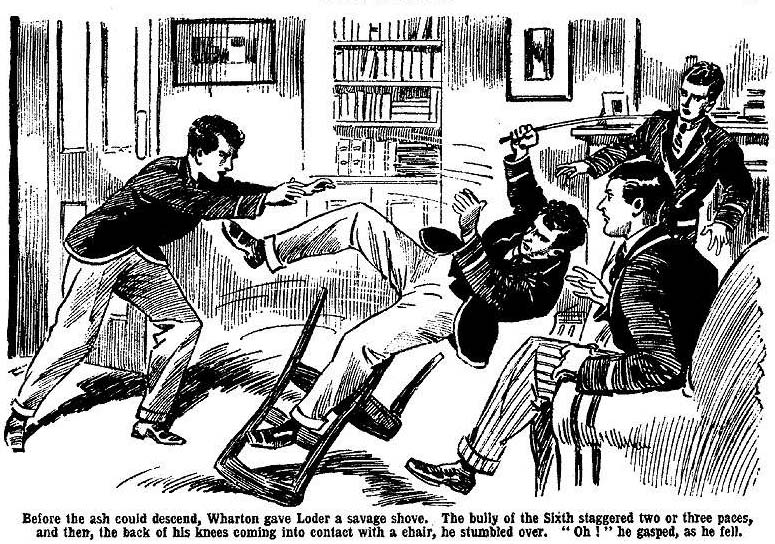 Before the ash could descend, Wharton gave Loder a savage shove. The bully of the Sixth staggered two or three paces,
and then, the back of his knees coming into contact with a chair, he stumbled over. “ Oh ! ” he gasped, as he fell.